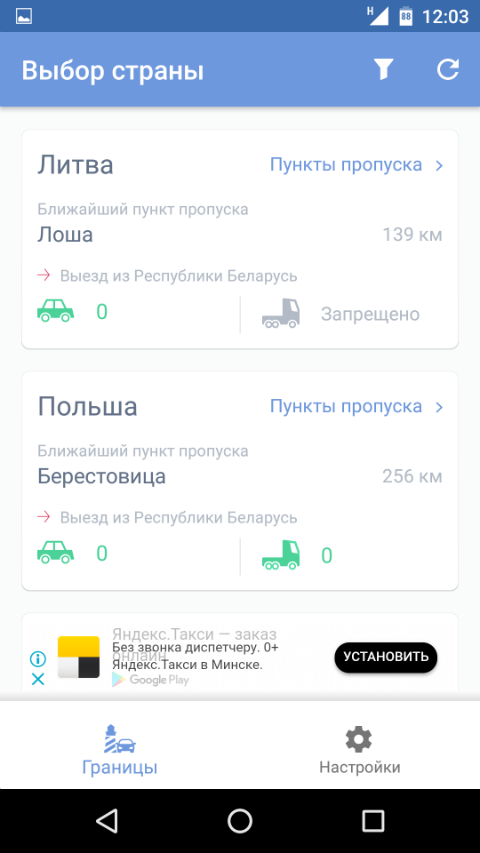 H
88
12:03
Выбор страны
Литва
Пункты пропуска
Ближайший пункт пропуска
Лоша
139 км
Выезд из Республики Беларусь
0
Запрещено
Польша
Пункты пропуска
Ближайший пункт пропуска
Берестовица
256 км
Выезд из Республики Беларусь
0
0
Яндекс.Такси — заказ
онлайн
Без звонка диспетчеру. 0+
Яндекс.Такси в Минске.
Google Play
УСТАНОВИТЬ
Границы
Настройки